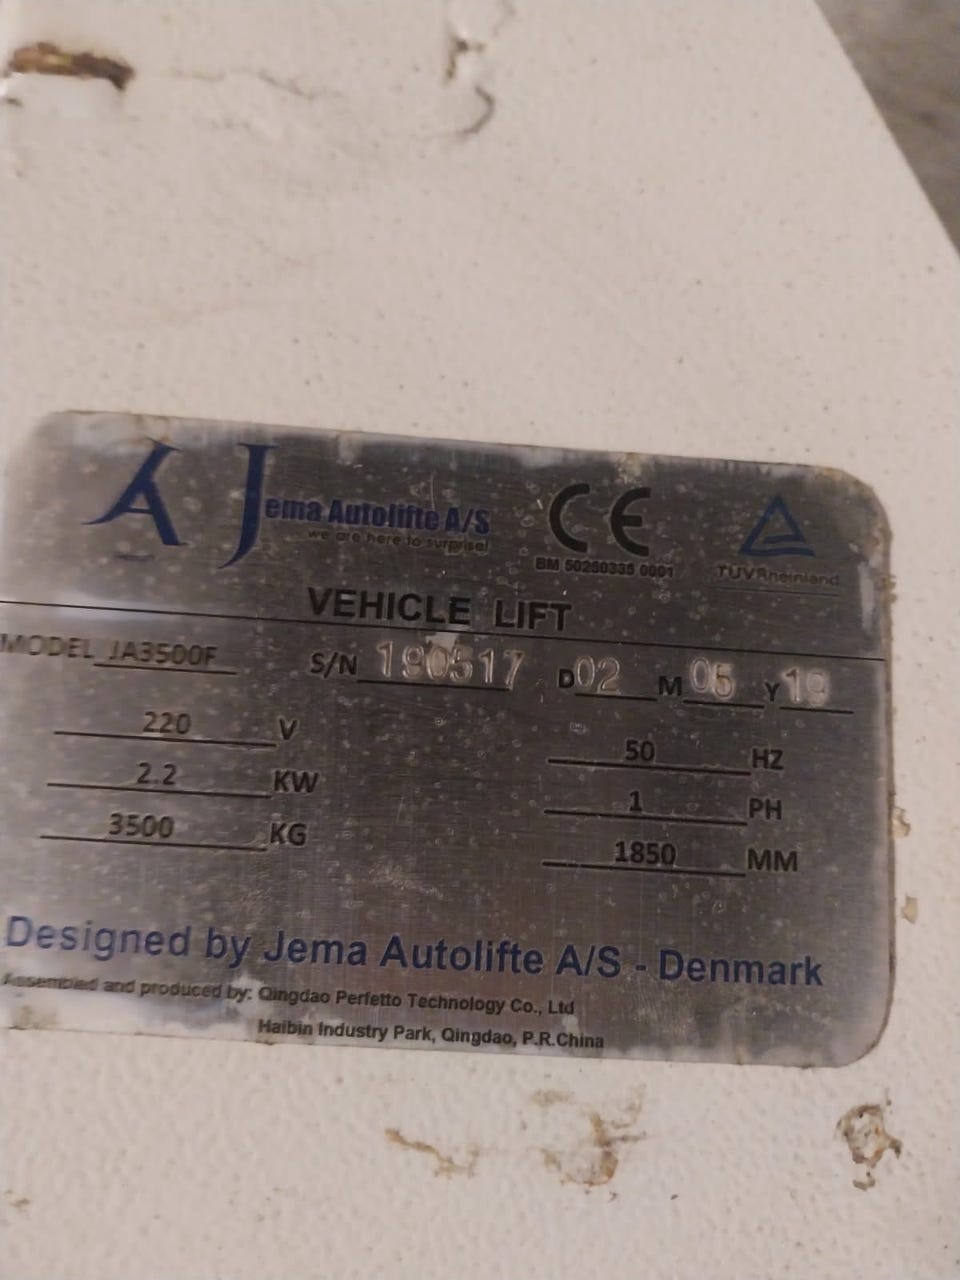 AJ Jema Autolifte A/S
we are here to surprise!
CE
BM 50260335 0001
TÜVRheinland
VEHICLE LIFT
MODEL JA3500F S/N 190517 D 02 M 05 Y 19
220 V 50 HZ
2.2 KW 1 PH
3500 KG 1850 MM
Designed by Jema Autolifte A/S - Denmark
Assembled and produced by: Qingdao Perfetto Technology Co., Ltd
Haibin Industry Park, Qingdao, P.R.China